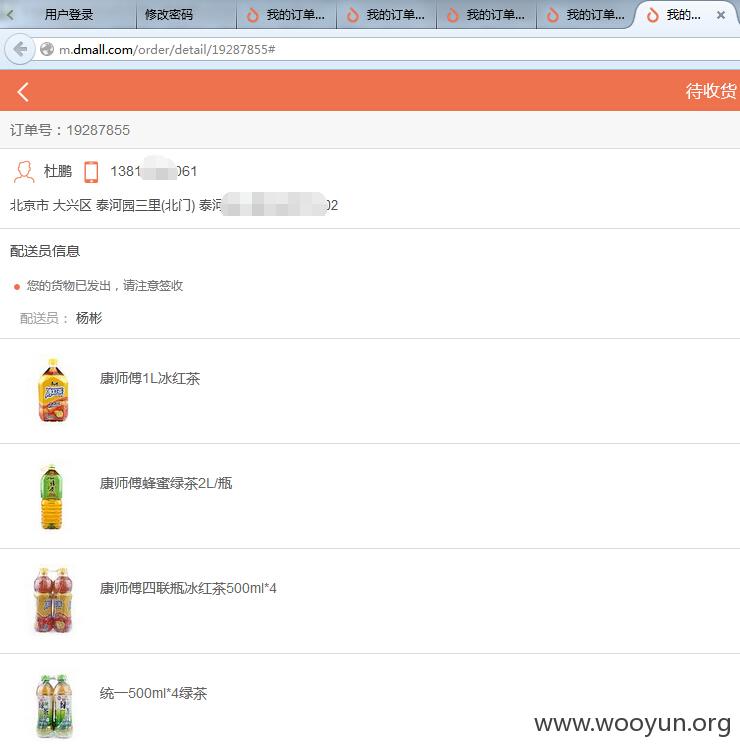 用户登录 修改密码 我的订单... 我的订单... 我的订单... 我的订单... 我的...
m.dmall.com/order/detail/19287855#
待收货
订单号：19287855
杜鹏 1381 061
北京市 大兴区 泰河园三里(北门) 泰河 02
配送员信息
您的货物已发出，请注意签收
配送员： 杨彬
康师傅1L冰红茶
康师傅蜂蜜绿茶2L/瓶
康师傅四联瓶冰红茶500ml*4
统一500ml*4绿茶
www.wooyun.org